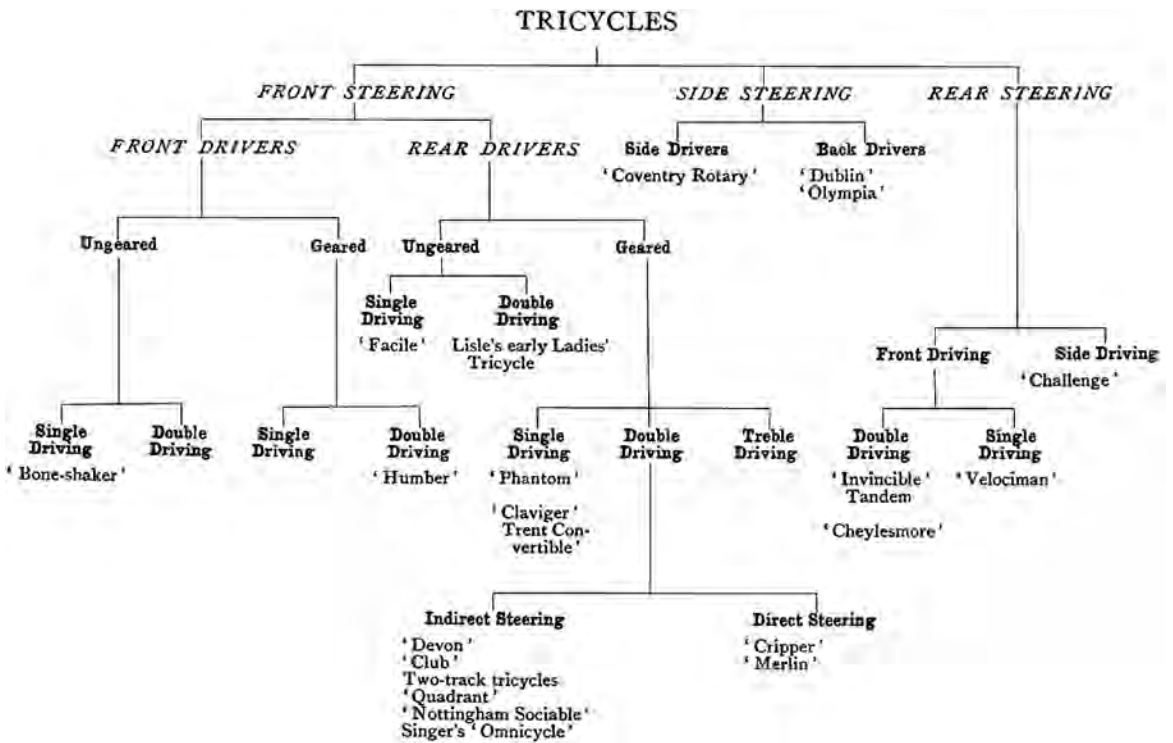 TRICYCLES
FRONT STEERING
SIDE STEERING
REAR STEERING
FRONT DRIVERS
REAR DRIVERS
Side Drivers
' Coventry Rotary '
Back Drivers
' Dublin '
' Olympia '
Ungeared
Geared
Ungeared
Geared
Single
Driving
' Facile '
Double
Driving
Lisle's early Ladies'
Tricycle
Front Driving
Side Driving
' Challenge '
Single
Driving
' Bone-shaker '
Double
Driving
Single
Driving
Double
Driving
' Humber '
Single
Driving
' Phantom '
' Claviger '
Trent Con-
vertible '
Double
Driving
Treble
Driving
Double
Driving
' Invincible '
Tandem
' Cheylesmore '
Single
Driving
' Velociman '
Indirect Steering
' Devon '
' Club '
Two-track tricycles
' Quadrant '
' Nottingham Sociable '
Singer's ' Omnicycle '
Direct Steering
' Cripper '
' Merlin '